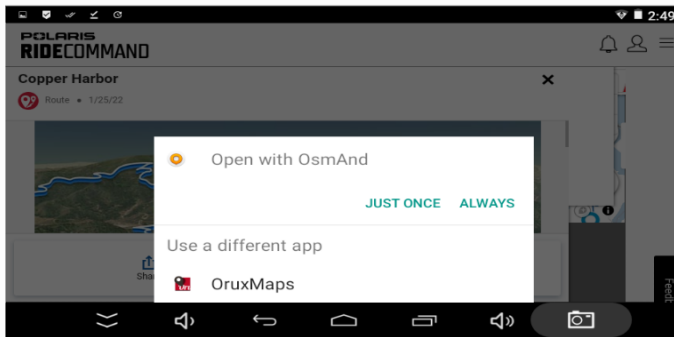 2:49
POLARIS
RIDECOMMAND
Copper Harbor
Route • 1/25/22
Open with OsmAnd
JUST ONCE ALWAYS
Use a different app
OruxMaps